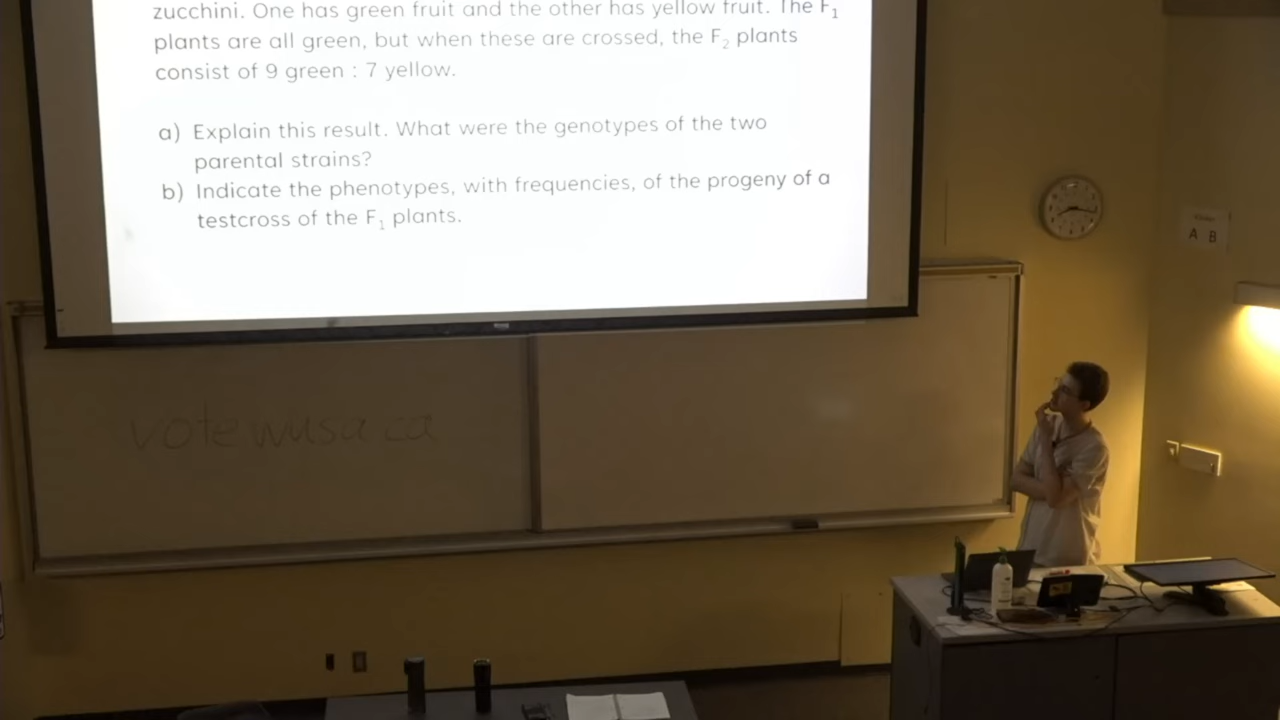 zucchini. One has green fruit and the other has yellow fruit. The F₁
plants are all green, but when these are crossed, the F₂ plants
consist of 9 green : 7 yellow.
a) Explain this result. What were the genotypes of the two
parental strains?
b) Indicate the phenotypes, with frequencies, of the progeny of a
testcross of the F₁ plants.
vote wusa ca
A B